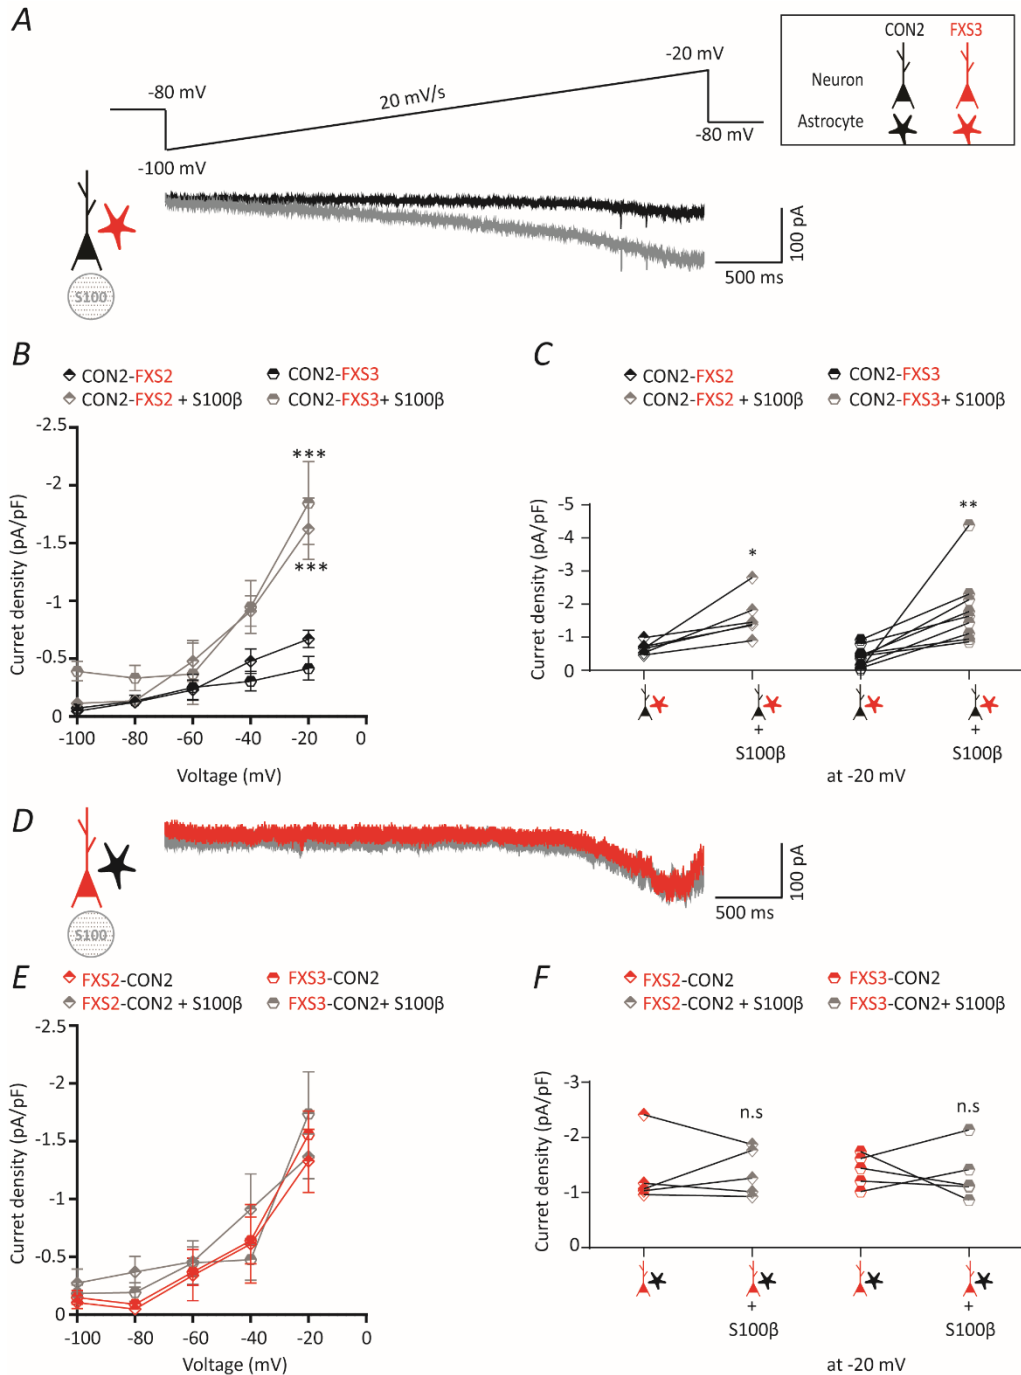 A
-80 mV
20 mV/s
-20 mV
-80 mV
-100 mV
CON2 FXS3
Neuron
Astrocyte
S100
100 pA
500 ms
B
CON2-FXS2 CON2-FXS3
CON2-FXS2 + S100β CON2-FXS3+ S100β
Curret density (pA/pF)
-2.5
-2
-1.5
-1
-0.5
0
***
***
-100 -80 -60 -40 -20 0
Voltage (mV)
C
CON2-FXS2 CON2-FXS3
CON2-FXS2 + S100β CON2-FXS3+ S100β
Curret density (pA/pF)
-5
-4
-3
-2
-1
0
* **
+ +
S100β S100β
at -20 mV
D
S100
100 pA
500 ms
E
FXS2-CON2 FXS3-CON2
FXS2-CON2 + S100β FXS3-CON2+ S100β
Curret density (pA/pF)
-2.5
-2
-1.5
-1
-0.5
0
-100 -80 -60 -40 -20 0
Voltage (mV)
F
FXS2-CON2 FXS3-CON2
FXS2-CON2 + S100β FXS3-CON2+ S100β
Curret density (pA/pF)
-3
-2
-1
0
n.s n.s
+ +
S100β S100β
at -20 mV